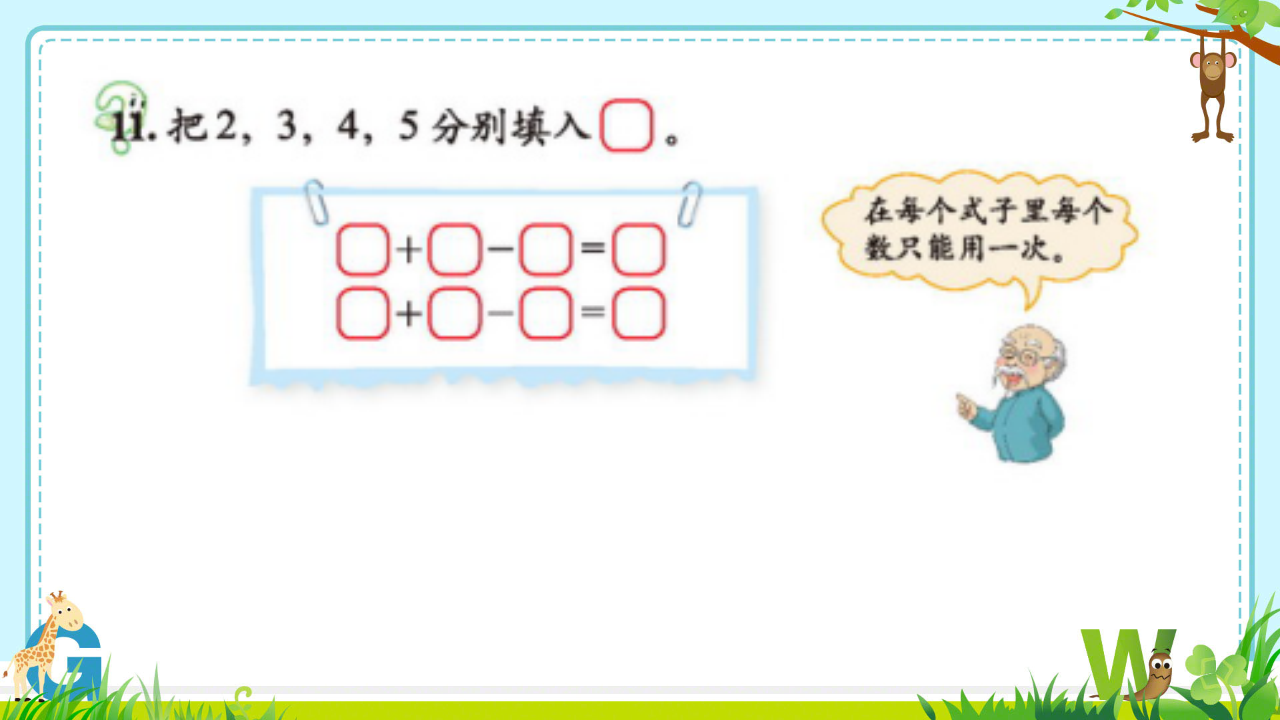 11. 把2，3，4，5分别填入□。
□+□-□=□
□+□-□=□
在每个式子里每个
数只能用一次。
G
W